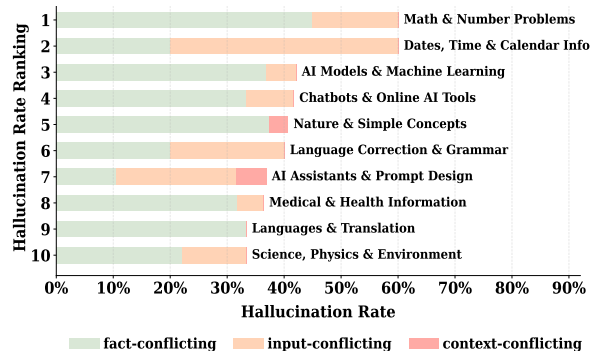 Hallucination Rate Ranking
1 Math & Number Problems
2 Dates, Time & Calendar Info
3 AI Models & Machine Learning
4 Chatbots & Online AI Tools
5 Nature & Simple Concepts
6 Language Correction & Grammar
7 AI Assistants & Prompt Design
8 Medical & Health Information
9 Languages & Translation
10 Science, Physics & Environment
0% 10% 20% 30% 40% 50% 60% 70% 80% 90%
Hallucination Rate
fact-conflicting input-conflicting context-conflicting